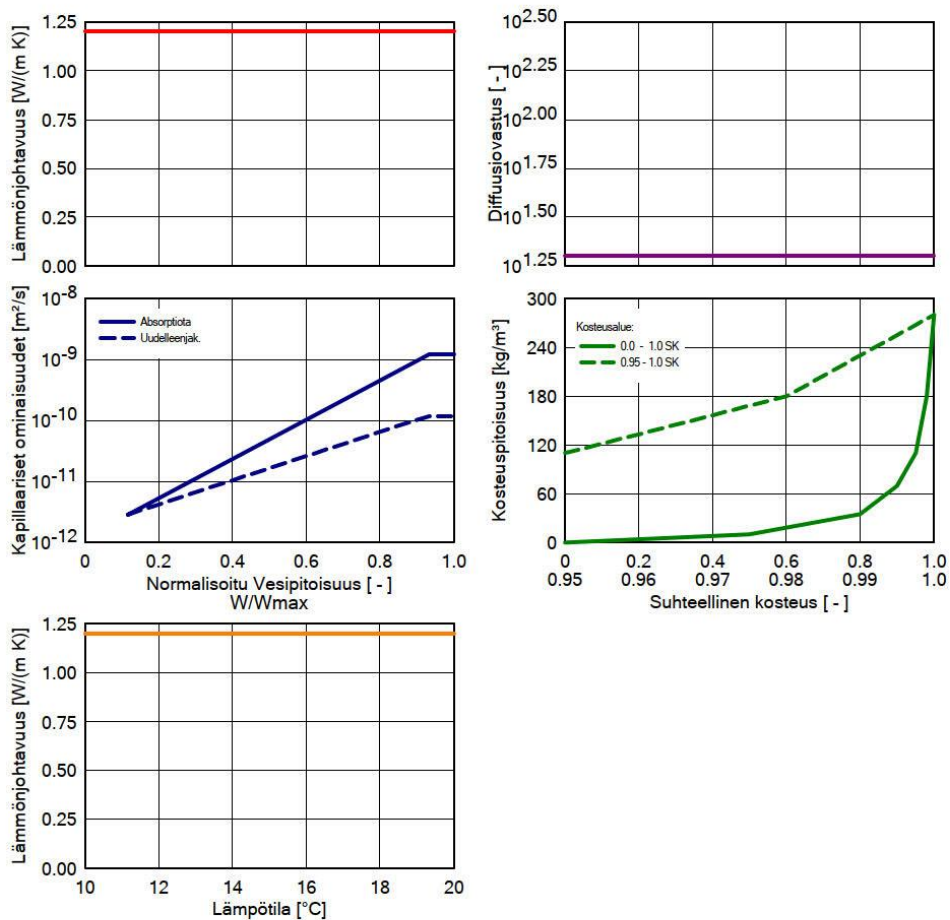 Lämmönjohtavuus [W/(m K)]
1.25
1.00
0.75
0.50
0.25
0.00
Diffuusiovastus [ - ]
10^2.50
10^2.25
10^2.00
10^1.75
10^1.50
10^1.25
Kapillaariset ominaisuudet [m²/s]
10-8
10-9
10-10
10-11
10-12
Absorptiota
Uudelleenjak.
0 0.2 0.4 0.6 0.8 1.0
Normalisoitu Vesipitoisuus [ - ]
W/Wmax
Kosteuspitoisuus [kg/m³]
300
240
180
120
60
0
Kosteusalue:
0.0 - 1.0 SK
0.95 - 1.0 SK
0 0.2 0.4 0.6 0.8 1.0
0.95 0.96 0.97 0.98 0.99 1.0
Suhteellinen kosteus [ - ]
Lämmönjohtavuus [W/(m K)]
1.25
1.00
0.75
0.50
0.25
0.00
10 12 14 16 18 20
Lämpötila [°C]